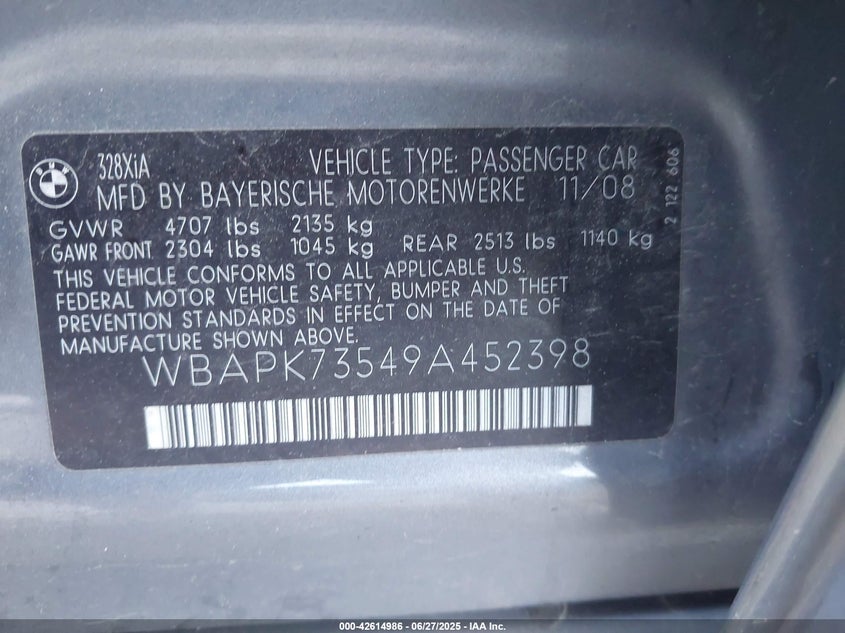 BMW
328XiA
VEHICLE TYPE: PASSENGER CAR
MFD BY BAYERISCHE MOTORENWERKE 11/08
GVWR 4707 lbs 2135 kg
GAWR FRONT 2304 lbs 1045 kg REAR 2513 lbs 1140 kg
THIS VEHICLE CONFORMS TO ALL APPLICABLE U.S.
FEDERAL MOTOR VEHICLE SAFETY, BUMPER AND THEFT
PREVENTION STANDARDS IN EFFECT ON THE DATE OF
MANUFACTURE SHOWN ABOVE.
WBAPK73549A452398
2 122 606
000-42614986 - 06/27/2025 - IAA Inc.